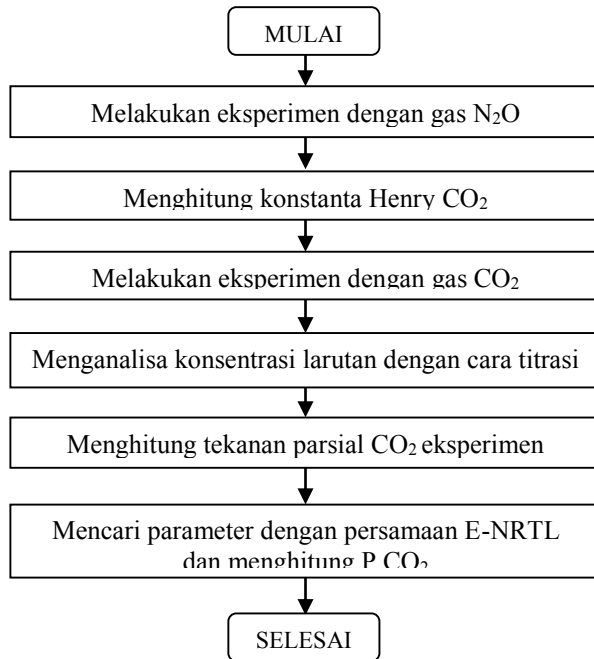 MULAI
Melakukan eksperimen dengan gas N₂O
Menghitung konstanta Henry CO₂
Melakukan eksperimen dengan gas CO₂
Menganalisa konsentrasi larutan dengan cara titrasi
Menghitung tekanan parsial CO₂ eksperimen
Mencari parameter dengan persamaan E-NRTL
dan menghitung P CO₂
SELESAI